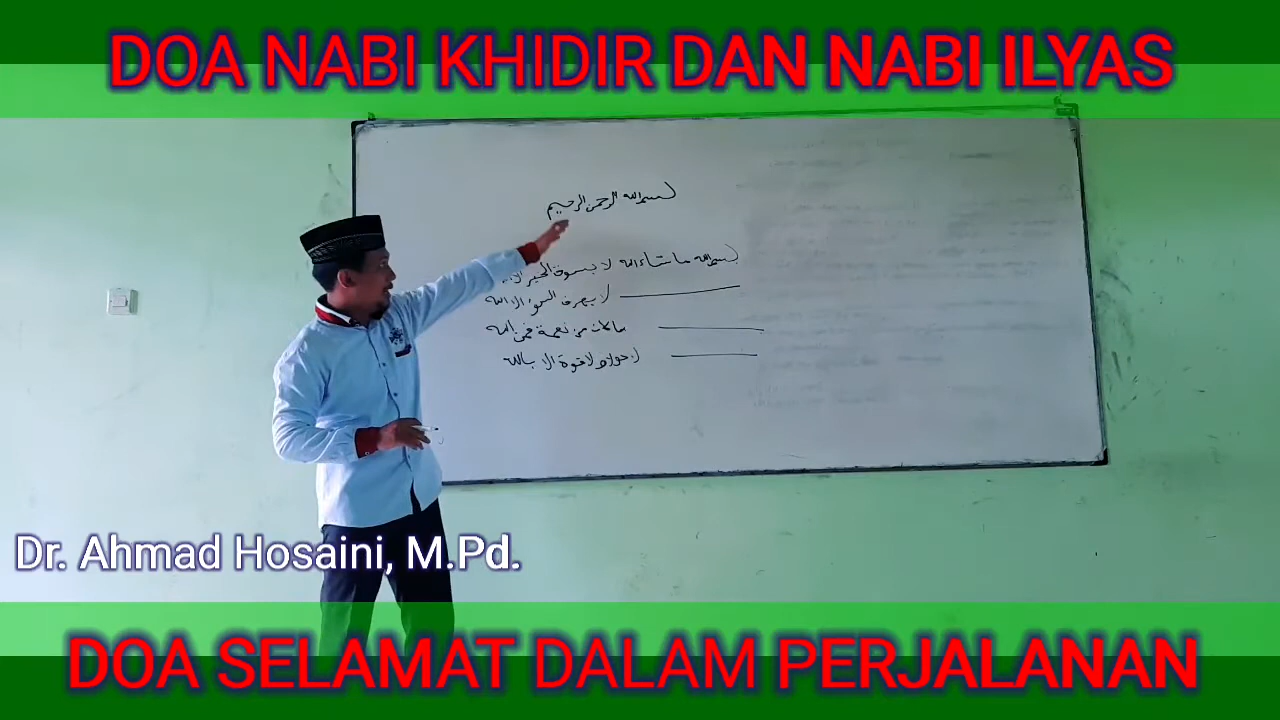 DOA NABI KHIDIR DAN NABI ILYAS
بسم الله الرحمن الرحيم
بسم الله ما شاء الله لا يسوق الخير الا
لا يصرف السوء الا الله
ما كان من نعمة فمن الله
لا حول ولا قوة الا بالله
Dr. Ahmad Hosaini, M.Pd.
DOA SELAMAT DALAM PERJALANAN